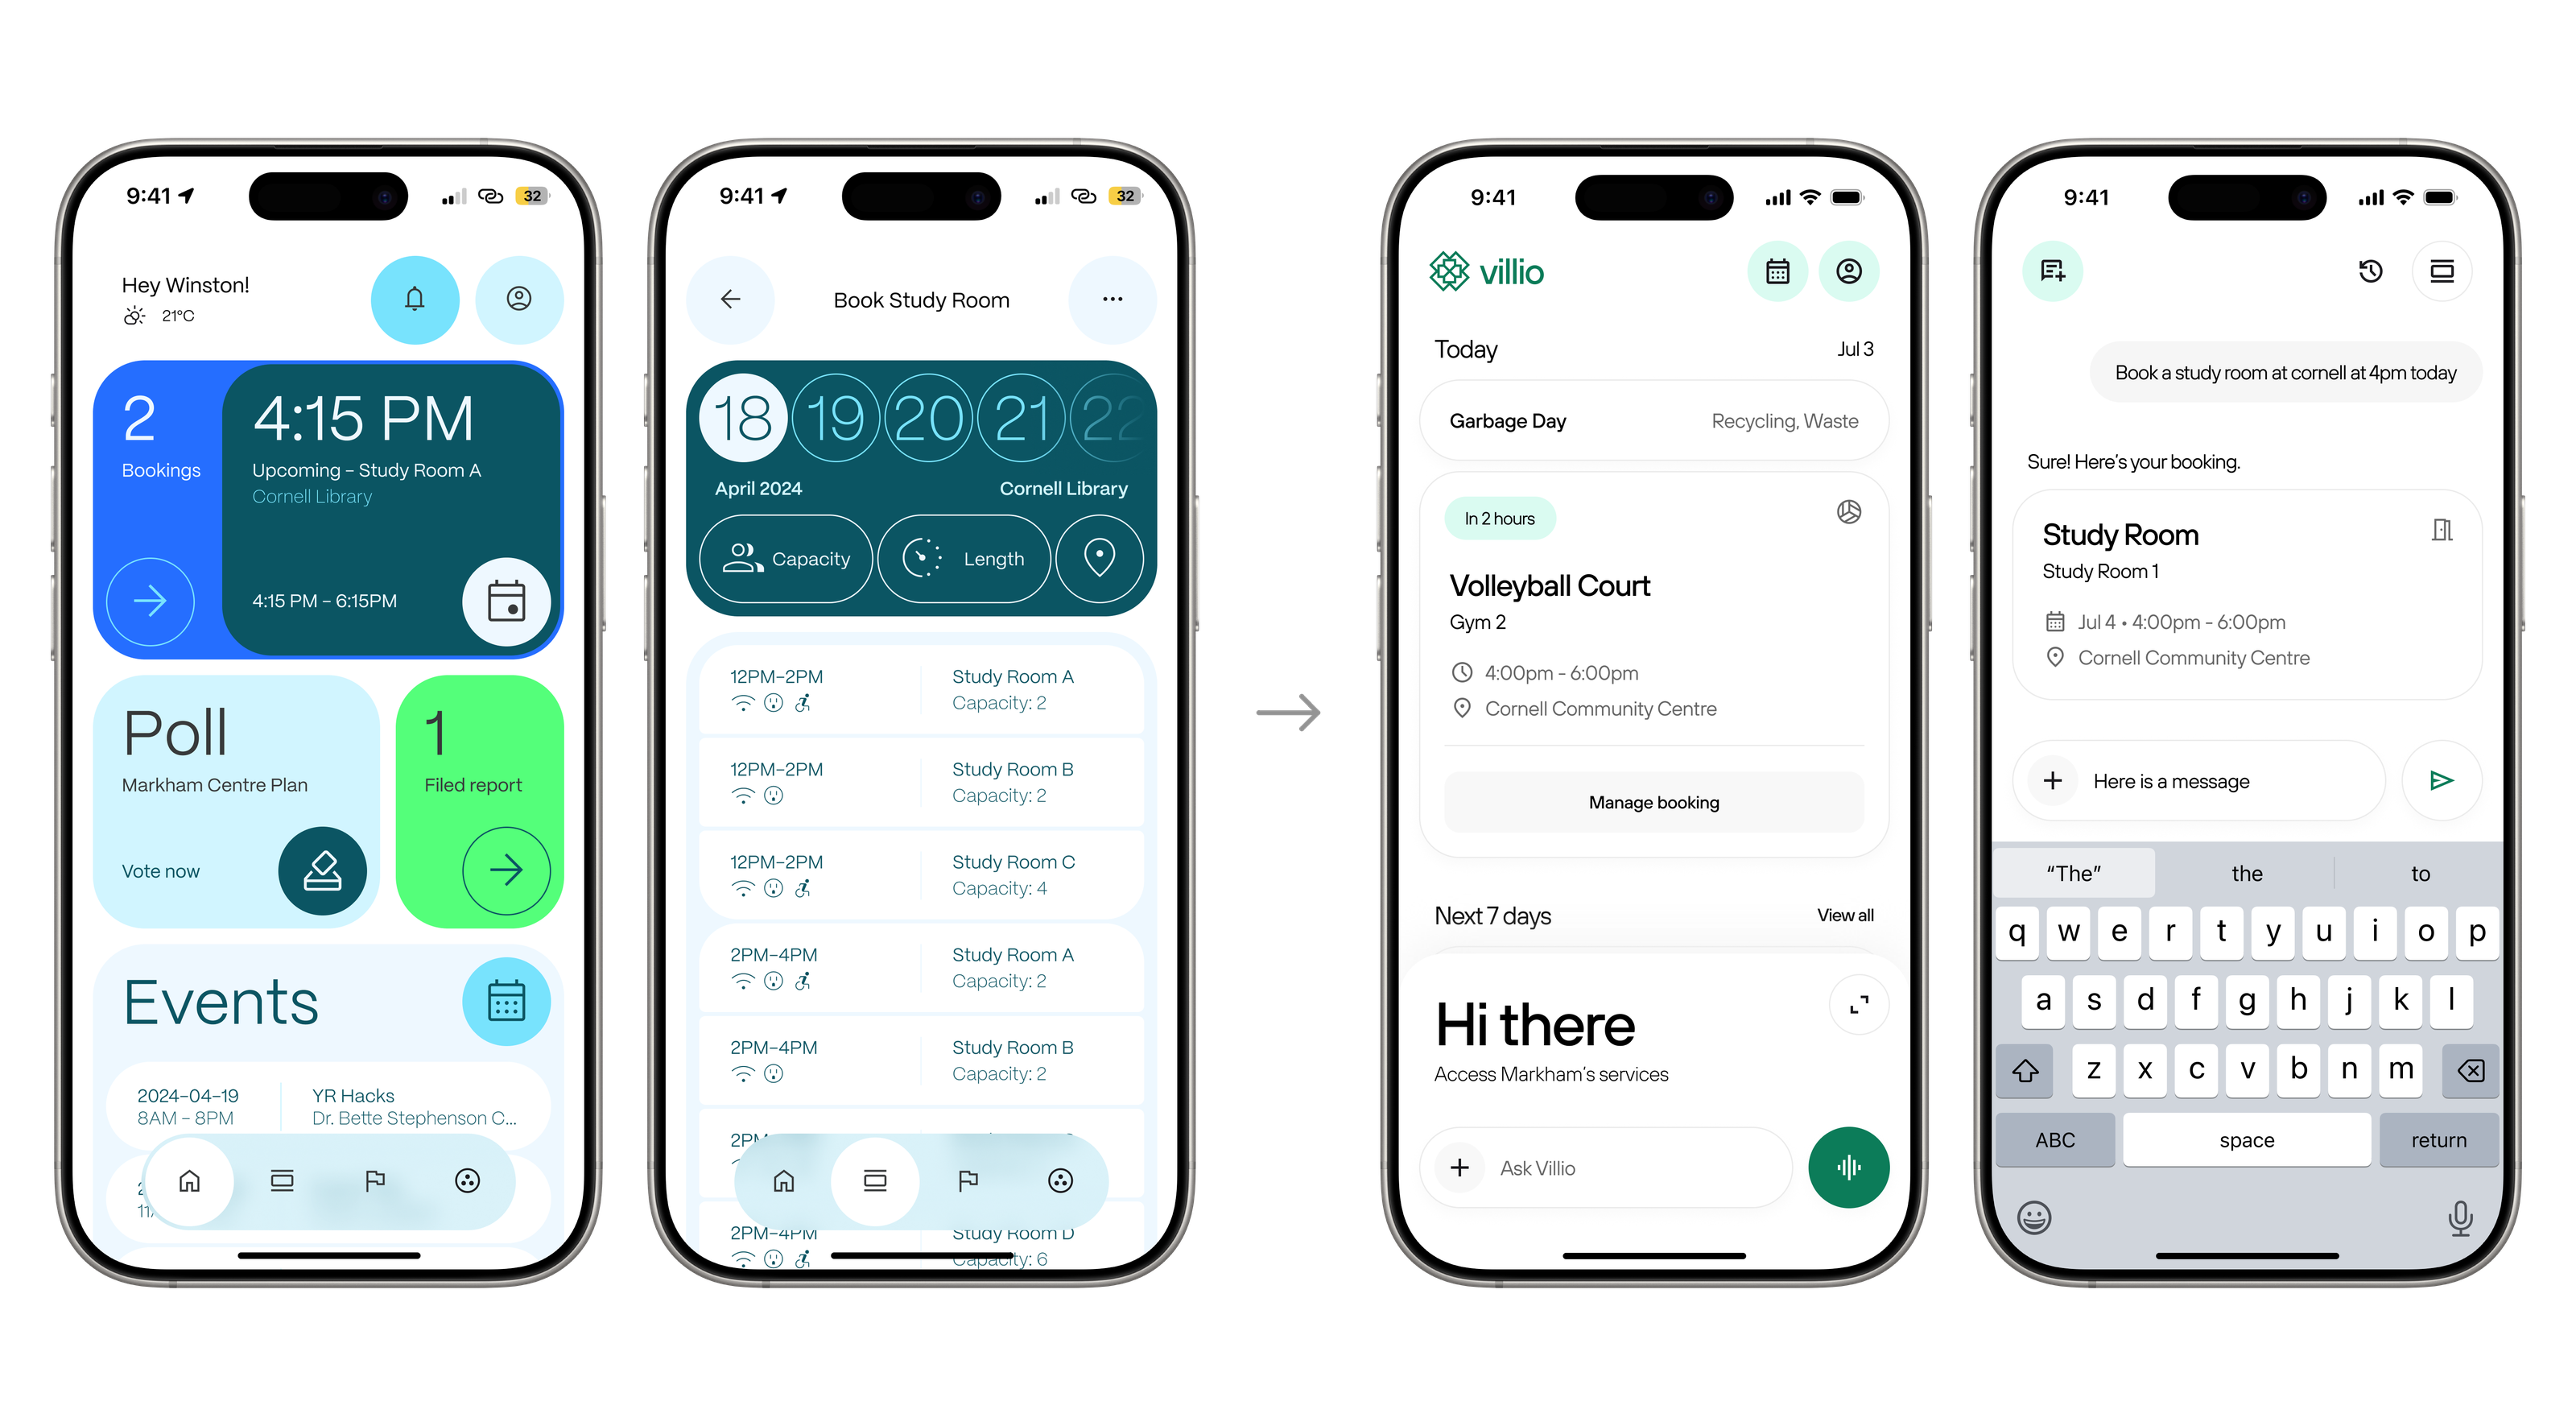 9:41
32
Hey Winston!
21°C
2
Bookings
4:15 PM
Upcoming – Study Room A
Cornell Library
4:15 PM – 6:15PM
Poll
Markham Centre Plan
Vote now
1
Filed report
Events
2024-04-19
8AM – 8PM
YR Hacks
Dr. Bette Stephenson C...
9:41
32
Book Study Room
18
19
20
21
22
April 2024
Cornell Library
Capacity
Length
12PM–2PM
Study Room A
Capacity: 2
12PM–2PM
Study Room B
Capacity: 2
12PM–2PM
Study Room C
Capacity: 4
2PM–4PM
Study Room A
Capacity: 2
2PM–4PM
Study Room B
Capacity: 2
2PM–4PM
Study Room D
Capacity: 6
9:41
villio
Today
Jul 3
Garbage Day
Recycling, Waste
In 2 hours
Volleyball Court
Gym 2
4:00pm - 6:00pm
Cornell Community Centre
Manage booking
Next 7 days
View all
Hi there
Access Markham's services
Ask Villio
9:41
Book a study room at cornell at 4pm today
Sure! Here's your booking.
Study Room
Study Room 1
Jul 4 • 4:00pm - 6:00pm
Cornell Community Centre
Here is a message
“The”
the
to
q w e r t y u i o p
a s d f g h j k l
z x c v b n m
ABC
space
return